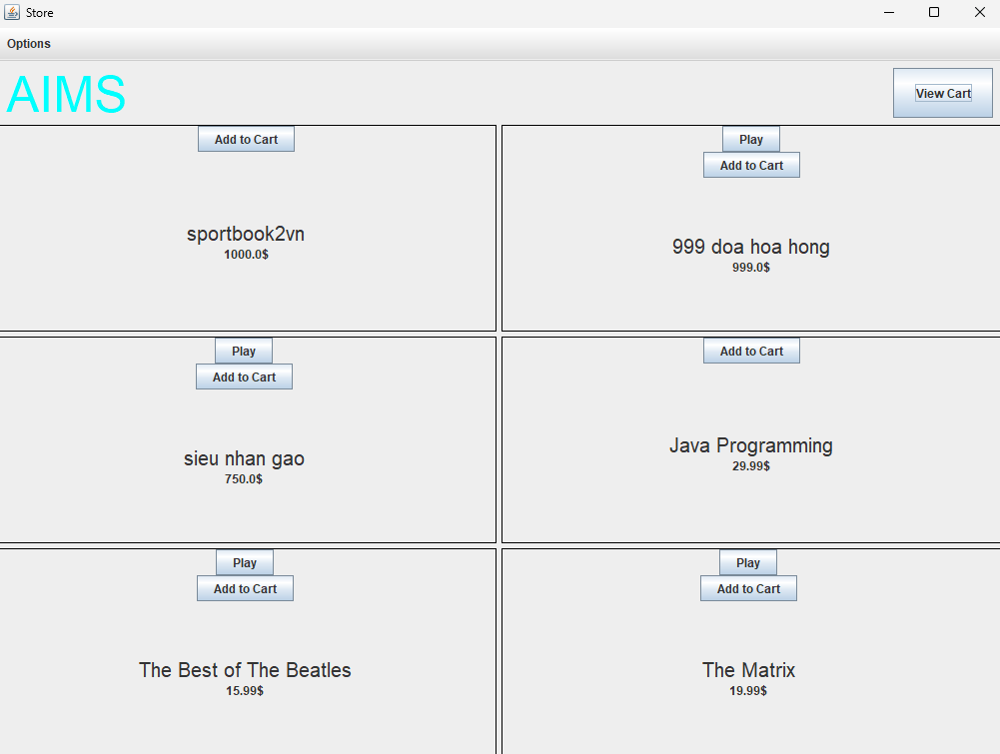 Store
Options
AIMS
View Cart
Add to Cart
sportbook2vn
1000.0$
Play
Add to Cart
999 doa hoa hong
999.0$
Play
Add to Cart
sieu nhan gao
750.0$
Add to Cart
Java Programming
29.99$
Play
Add to Cart
The Best of The Beatles
15.99$
Play
Add to Cart
The Matrix
19.99$